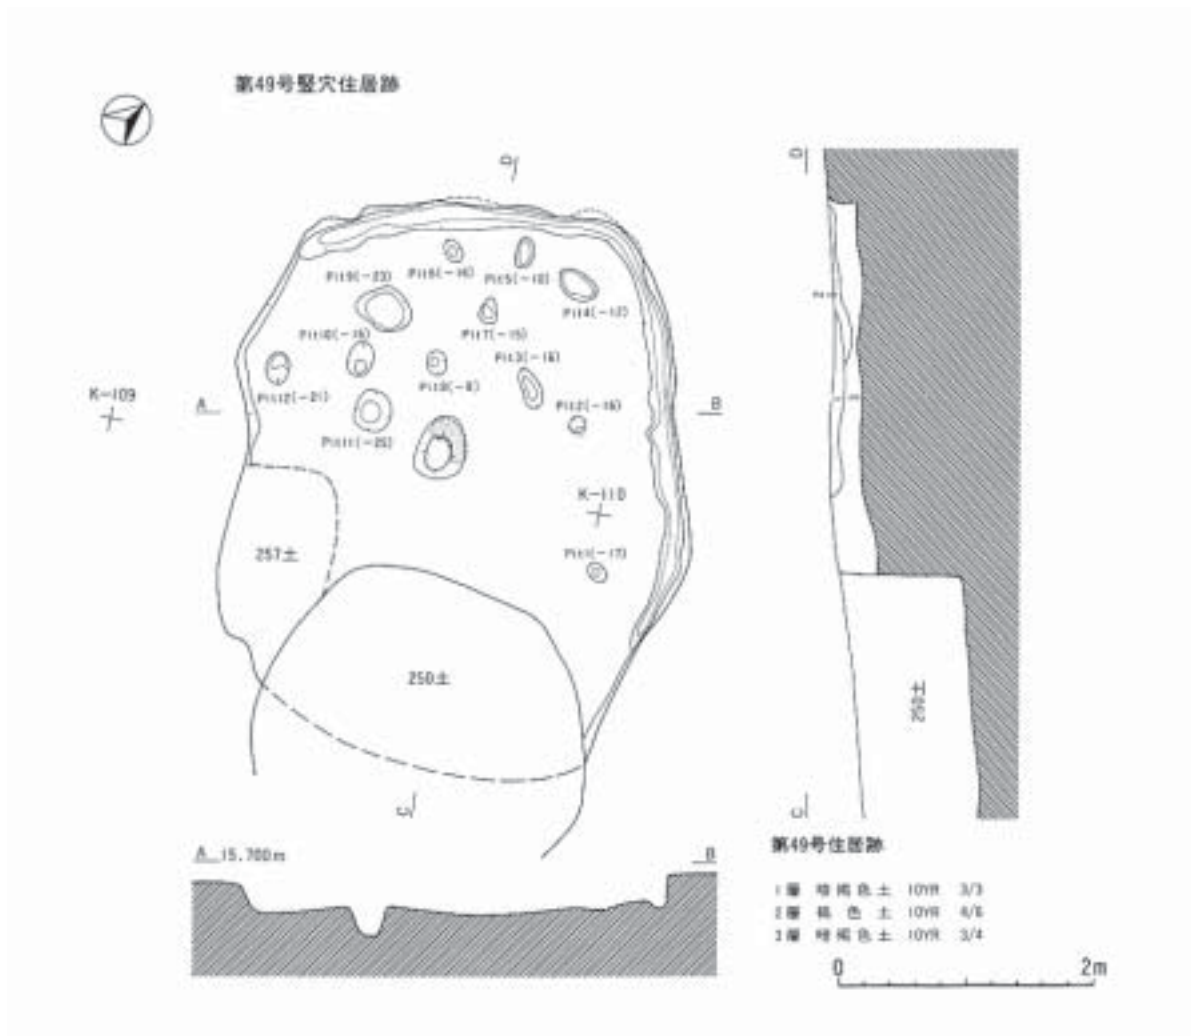 第49号竪穴住居跡
D
D
Pit9(-23)
Pit6(-14)
Pit5(-10)
Pit4(-12)
Pit10(-16)
Pit7(-15)
Pit3(-16)
K-109
Pit12(-21)
Pit8(-8)
Pit2(-16)
A
B
Pit11(-25)
K-110
257土
Pit1(-17)
250土
250土
C
C
A 15.700m
B
第49号住居跡
1層 暗褐色土 10YR 3/3
2層 褐色土 10YR 4/6
3層 暗褐色土 10YR 3/4
0 2m